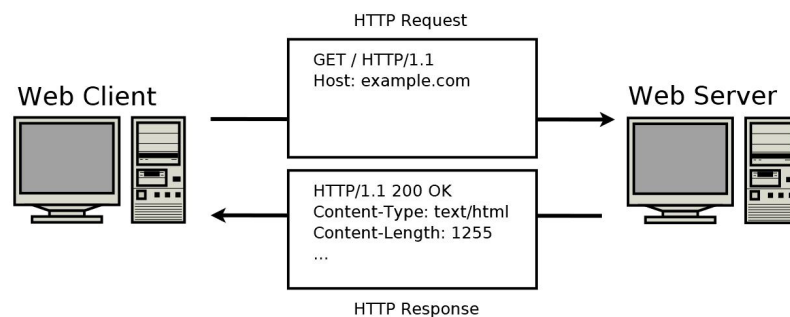 HTTP Request
GET / HTTP/1.1
Host: example.com
Web Client
Web Server
HTTP/1.1 200 OK
Content-Type: text/html
Content-Length: 1255
...
HTTP Response